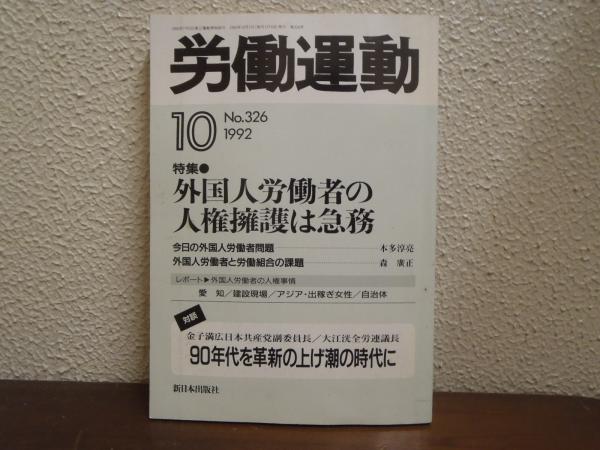 労働運動
10
No.326
1992
特集●
外国人労働者の
人権擁護は急務
今日の外国人労働者問題 本多淳亮
外国人労働者と労働組合の課題 森 廣正
レポート▶外国人労働者の人権事情
愛 知/建設現場/アジア・出稼ぎ女性/自治体
対談
金子満広日本共産党副委員長/大江洸全労連議長
90年代を革新の上げ潮の時代に
新日本出版社